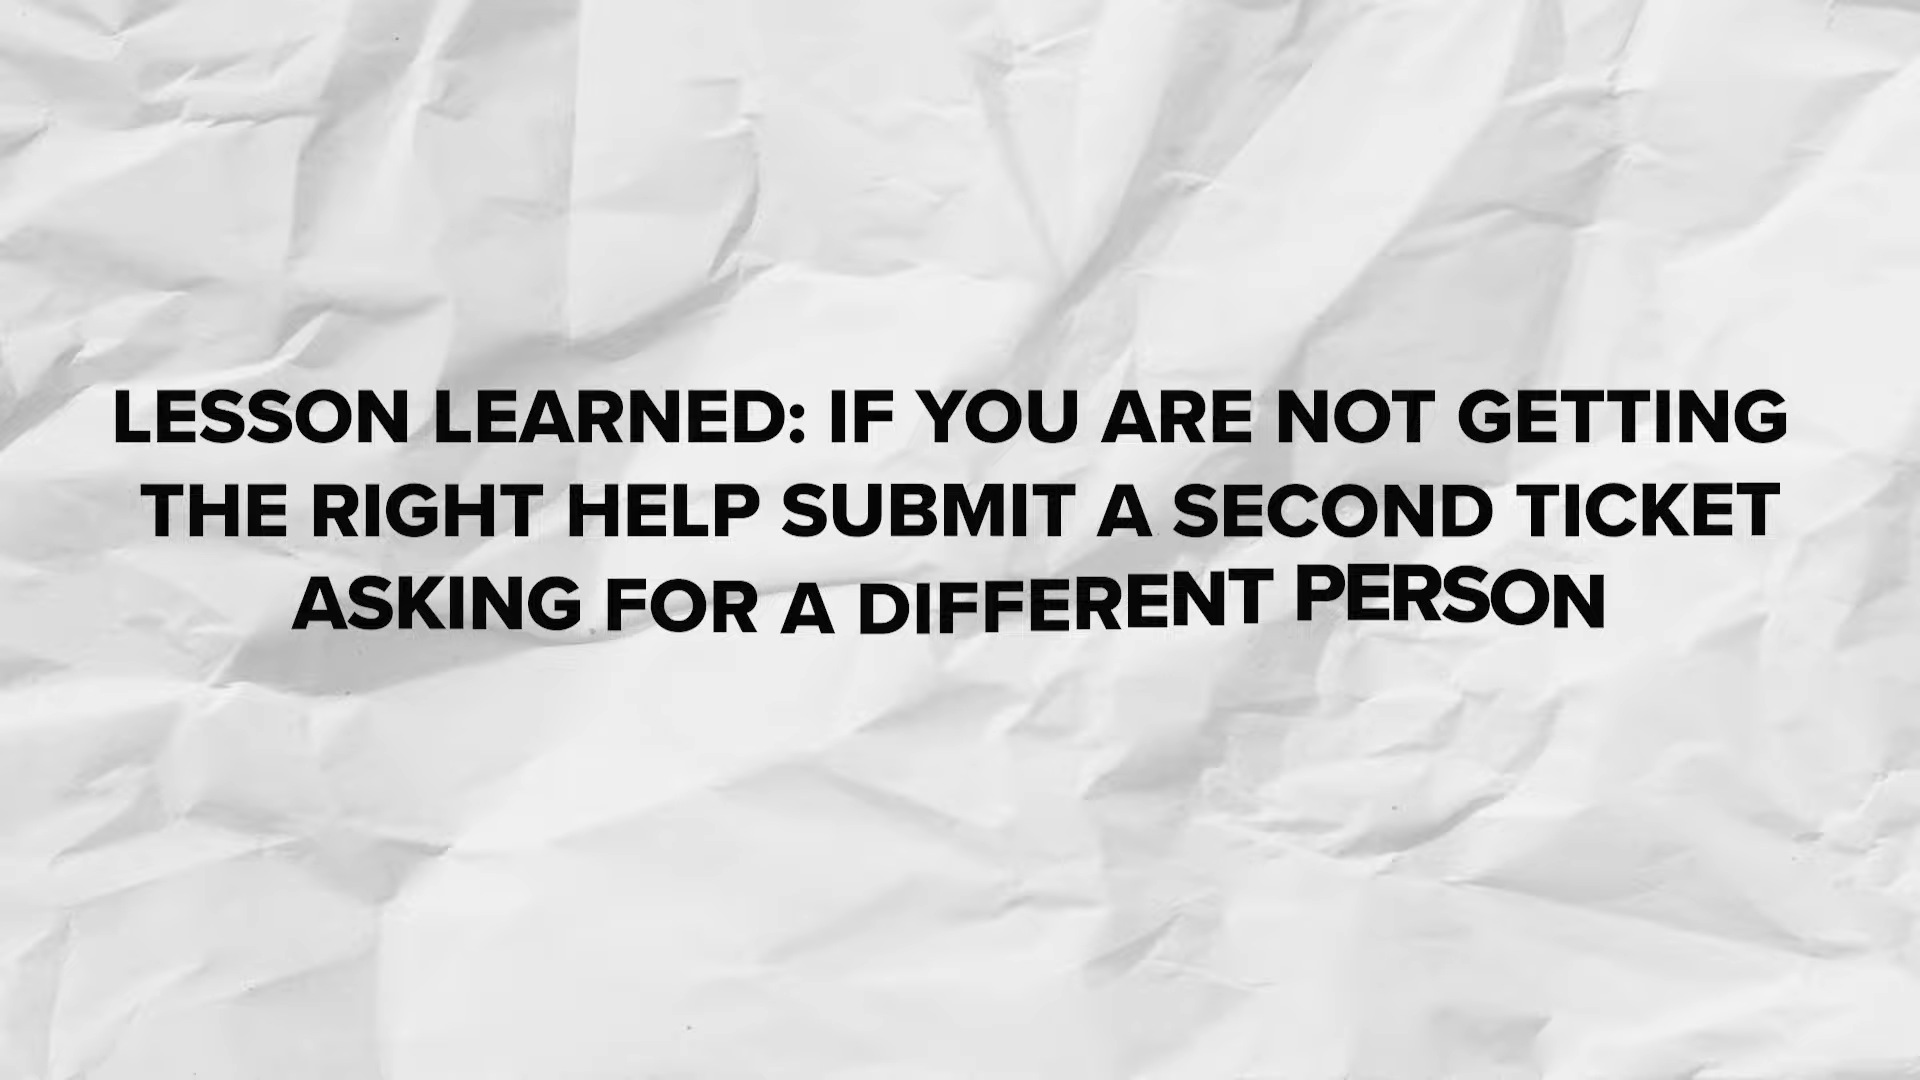 LESSON LEARNED: IF YOU ARE NOT GETTING
THE RIGHT HELP SUBMIT A SECOND TICKET
ASKING FOR A DIFFERENT PERSON